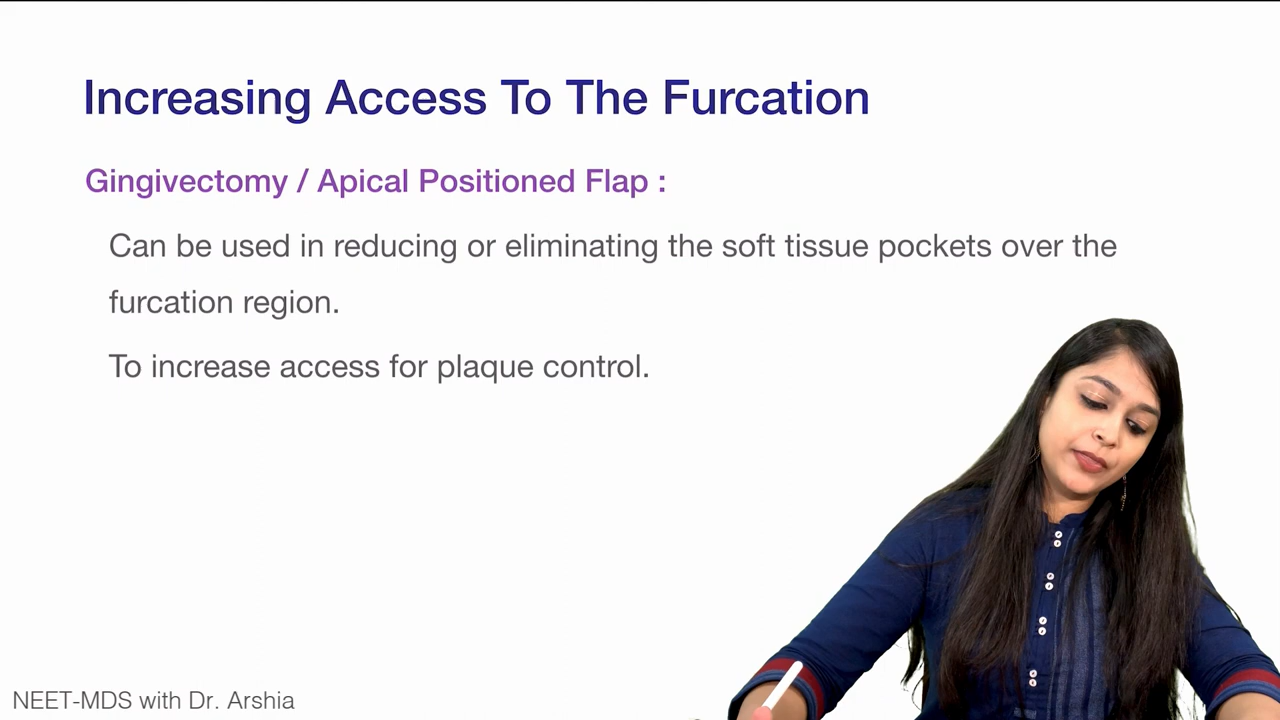 Increasing Access To The Furcation
Gingivectomy / Apical Positioned Flap :
Can be used in reducing or eliminating the soft tissue pockets over the
furcation region.
To increase access for plaque control.
NEET-MDS with Dr. Arshia